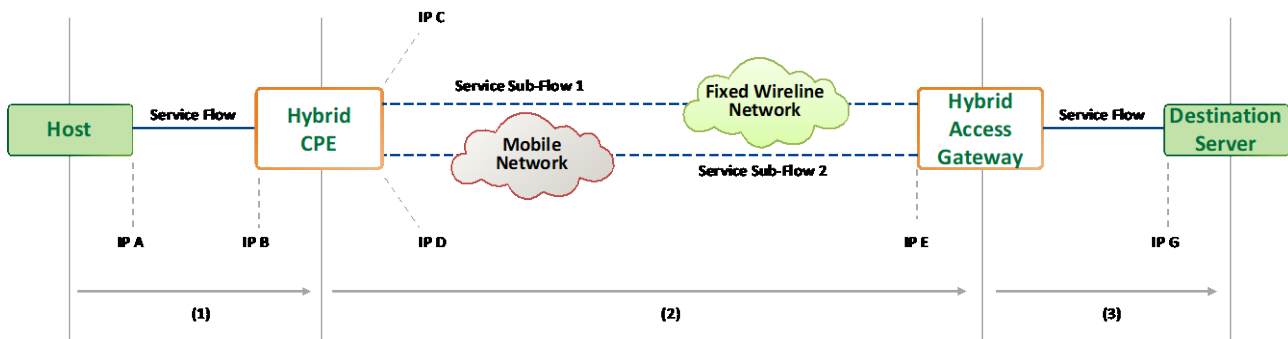 IP C
Service Sub-Flow 1
Fixed Wireline
Network
Host
Service Flow
Hybrid
CPE
Mobile
Network
Hybrid
Access
Gateway
Service Flow
Destination
Server
Service Sub-Flow 2
IP A
IP B
IP D
IP E
IP G
(1)
(2)
(3)